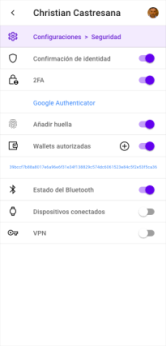 Christian Castresana
Configuraciones > Seguridad
Confirmación de identidad
2FA
Google Authenticator
Añadir huella
Wallets autorizadas
Estado del Bluetooth
Dispositivos conectados
VPN